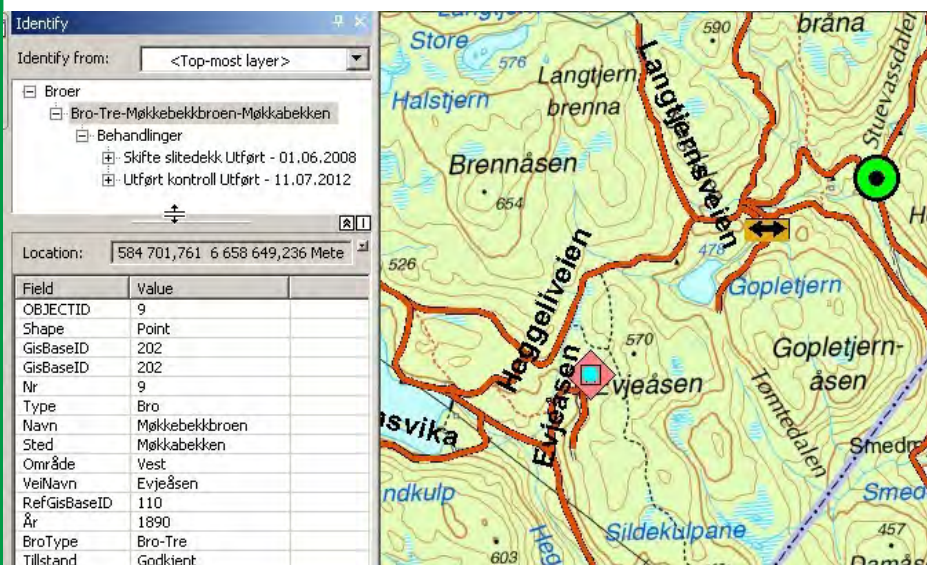 Identify
Identify from: <Top-most layer>
Broer
Bro-Tre-Møkkebekkbroen-Møkkabekken
Behandlinger
Skifte slitedekk Utført - 01.06.2008
Utført kontroll Utført - 11.07.2012
Location: 584 701,761 6 658 649,236 Mete
Field Value
OBJECTID 9
Shape Point
GisBaseID 202
GisBaseID 202
Nr 9
Type Bro
Navn Møkkebekkbroen
Sted Møkkabekken
Område Vest
VeiNavn Evjeåsen
RefGisBaseID 110
År 1890
BroType Bro-Tre
Tillstand Godkjent
590
bråna
Store
576
Halstjern
Langtjern
brenna
Langtjernsveien
Stuevassdalen
Brennåsen
654
H
526
478
Gopletjern
Heggeliveien
570
Gopletjern-
åsen
Evjeåsen
Evjeåsen
Tømtedalen
asvika
Smedm
ndkulp
Smed
Sildekulpane
457
603
Heg
Damås